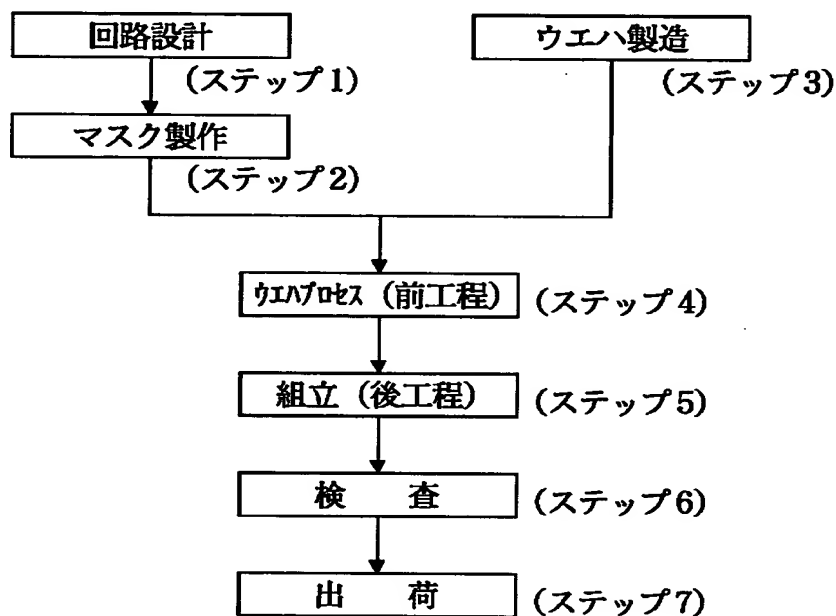 回路設計
ウエハ製造
(ステップ1)
(ステップ3)
マスク製作
(ステップ2)
ｳｴﾊﾌﾟﾛｾｽ (前工程)
(ステップ4)
組立 (後工程)
(ステップ5)
検 査
(ステップ6)
出 荷
(ステップ7)